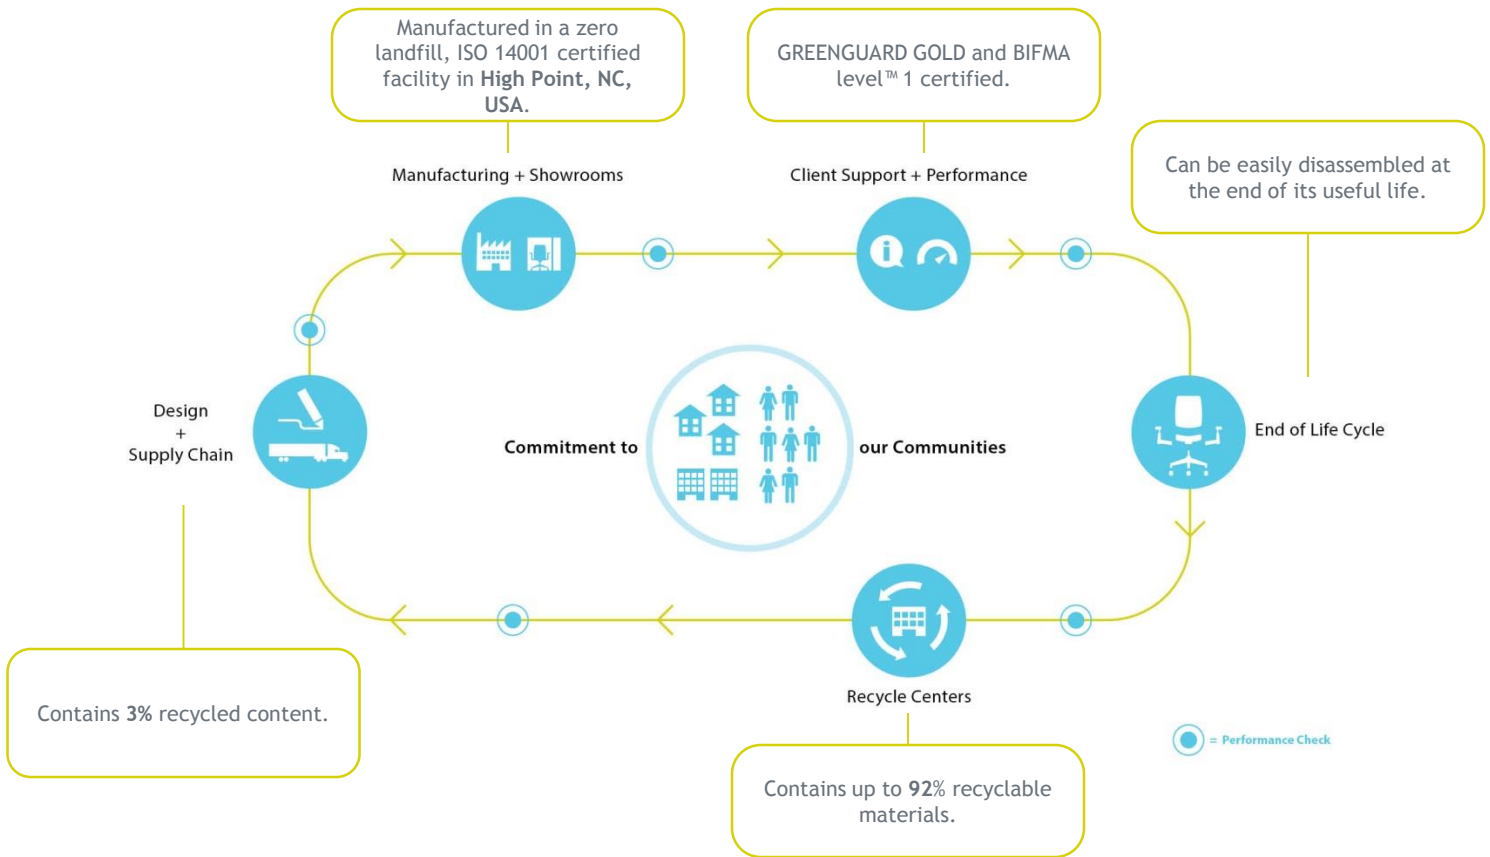 Manufactured in a zero
landfill, ISO 14001 certified
facility in High Point, NC,
USA.
GREENGUARD GOLD and BIFMA
level™ 1 certified.
Can be easily disassembled at
the end of its useful life.
Manufacturing + Showrooms
Client Support + Performance
Design
+
Supply Chain
Commitment to
our Communities
End of Life Cycle
Recycle Centers
Contains 3% recycled content.
= Performance Check
Contains up to 92% recyclable
materials.